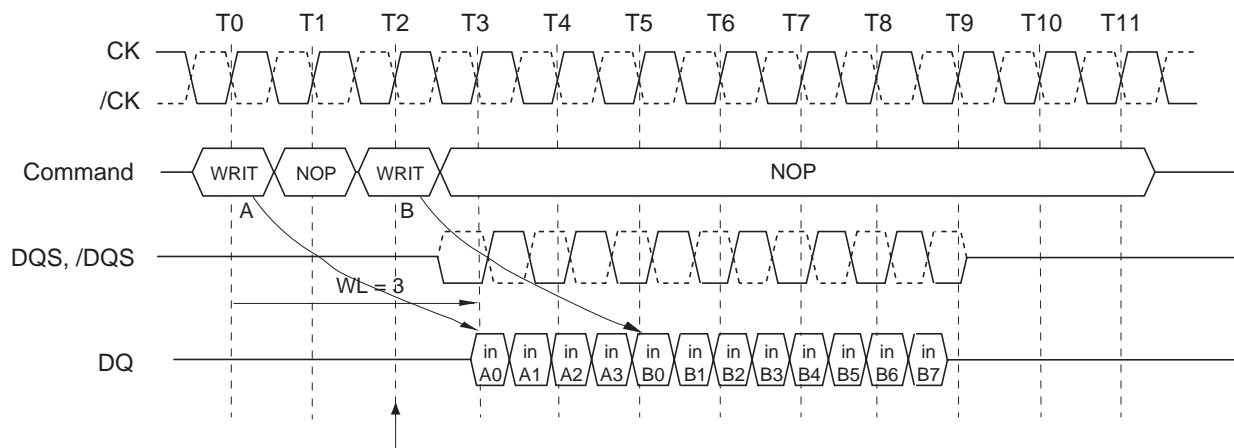 T0 T1 T2 T3 T4 T5 T6 T7 T8 T9 T10 T11
CK
/CK
Command WRIT NOP WRIT NOP
A B
DQS, /DQS
WL = 3
DQ in in in in in in in in in in in in
A0 A1 A2 A3 B0 B1 B2 B3 B4 B5 B6 B7